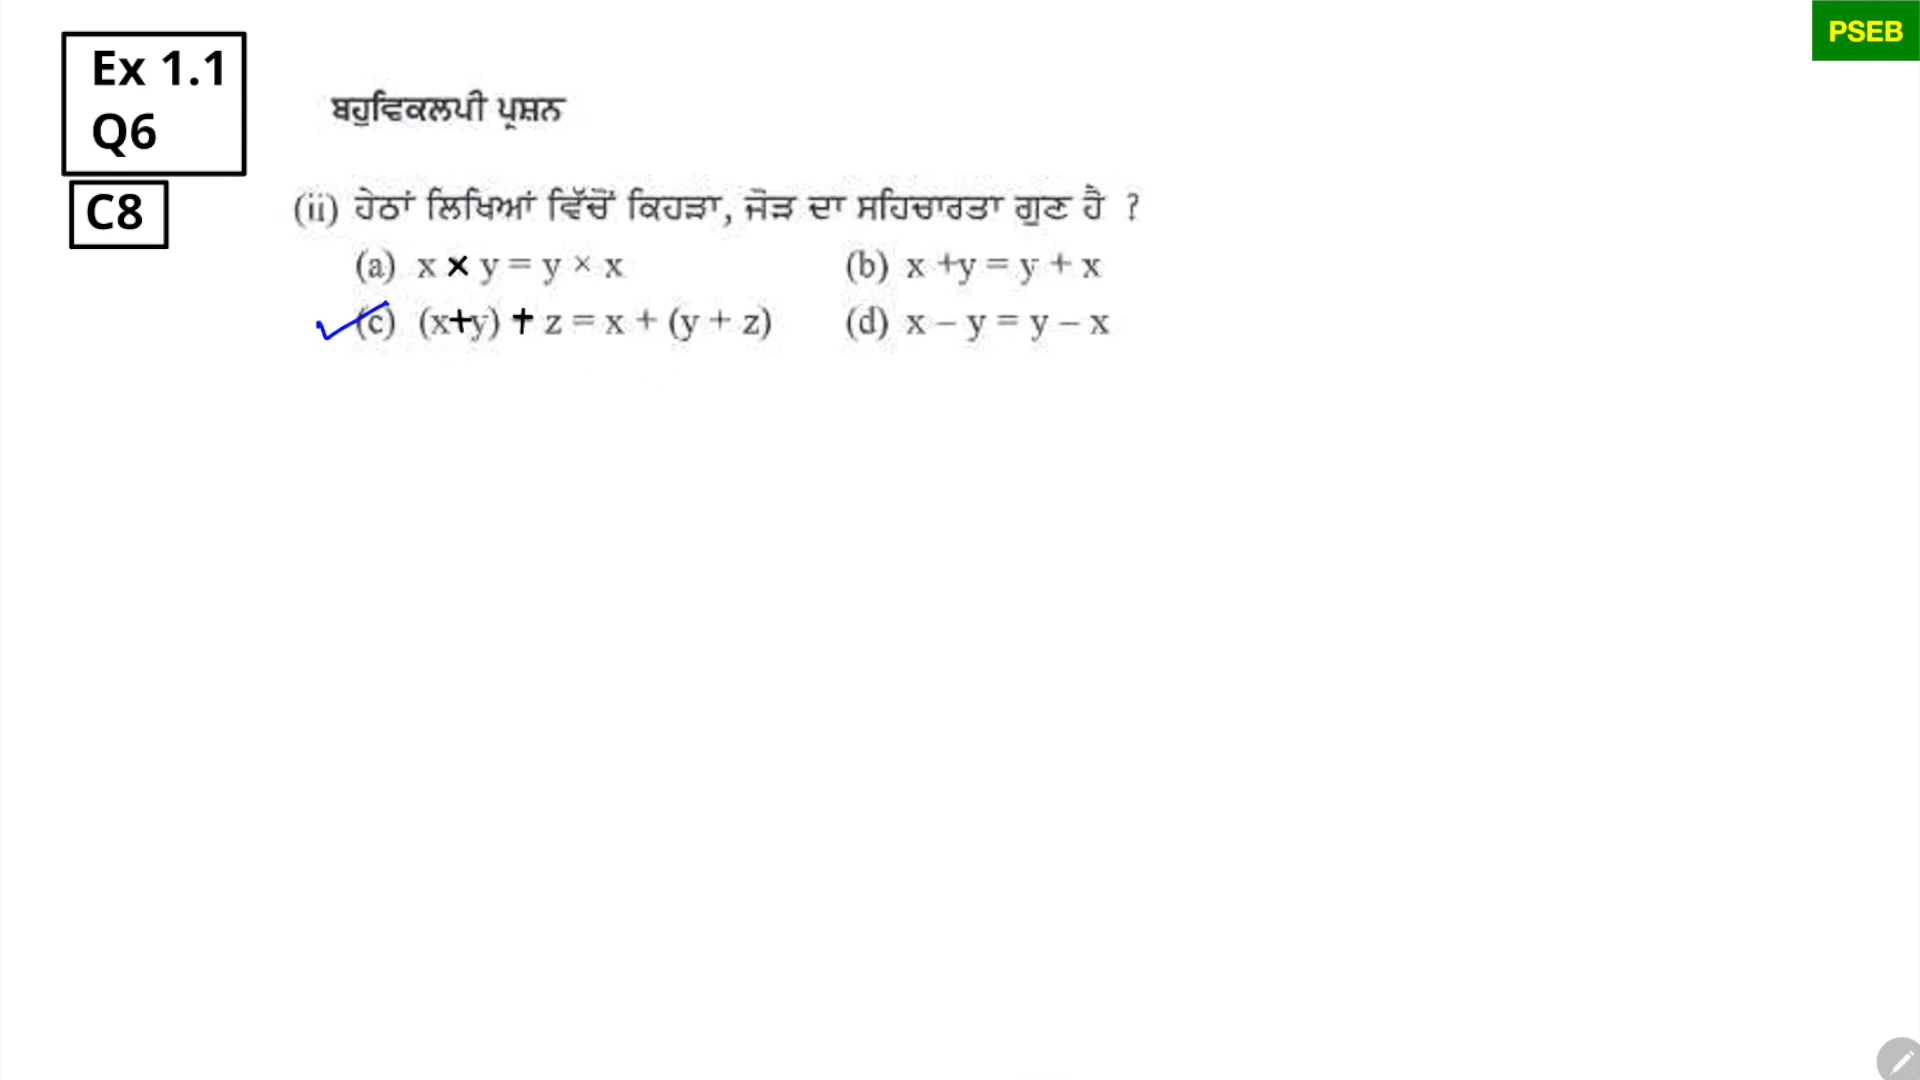 PSEB
Ex 1.1
Q6
C8
ਬਹੁਵਿਕਲਪੀ ਪ੍ਰਸ਼ਨ
(ii) ਹੇਠਾਂ ਲਿਖਿਆਂ ਵਿੱਚੋਂ ਕਿਹੜਾ, ਜੋੜ ਦਾ ਸਹਿਚਾਰਤਾ ਗੁਣ ਹੈ ?
(a) x × y = y × x (b) x +y = y + x
(c) (x+y) + z = x + (y + z) (d) x – y = y – x